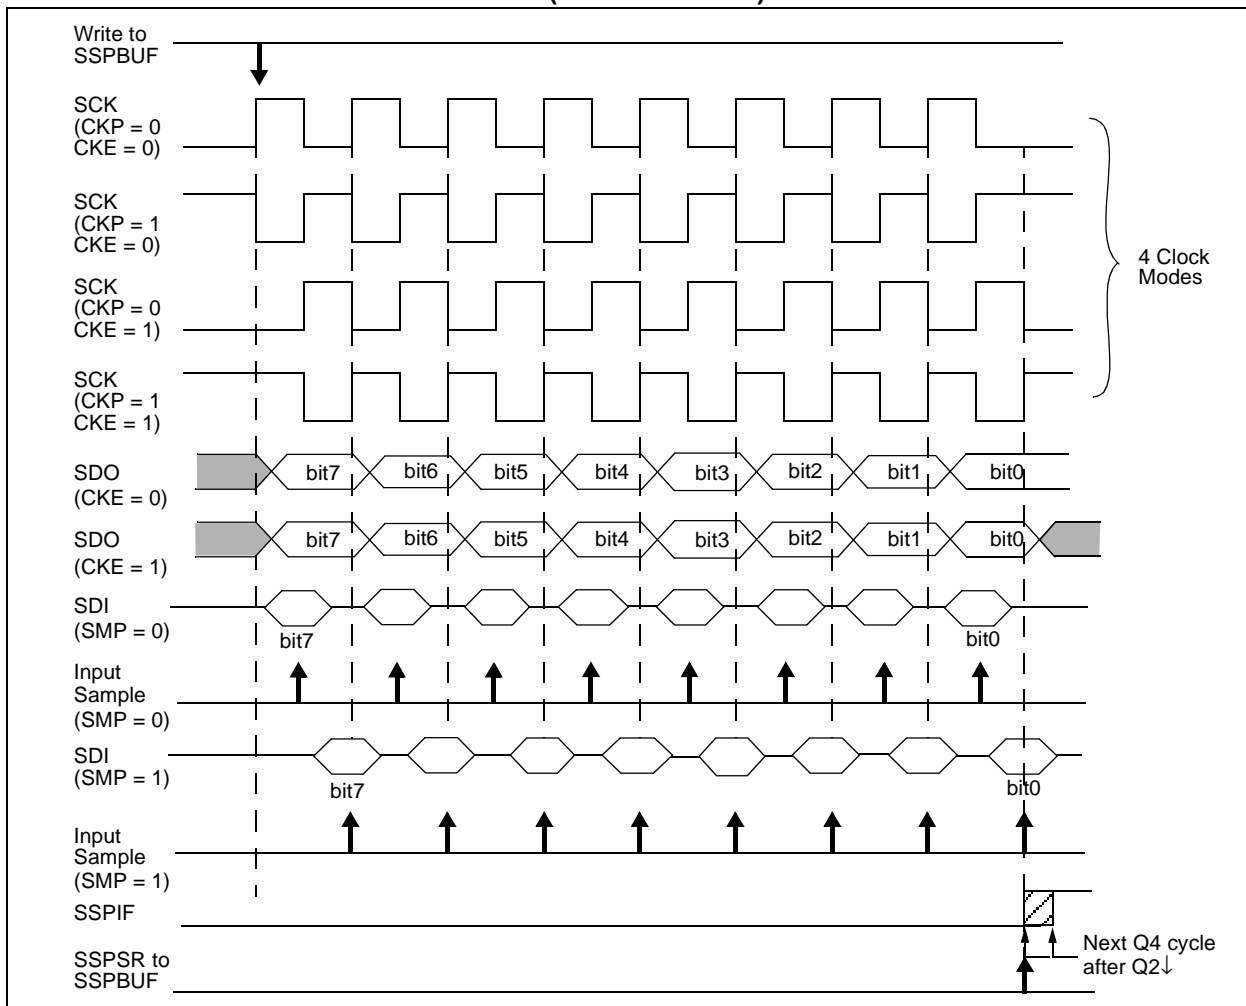 Write to
SSPBUF
SCK
(CKP = 0
CKE = 0)
SCK
(CKP = 1
CKE = 0)
SCK
(CKP = 0
CKE = 1)
SCK
(CKP = 1
CKE = 1)
4 Clock
Modes
SDO
(CKE = 0)
bit7 bit6 bit5 bit4 bit3 bit2 bit1 bit0
SDO
(CKE = 1)
bit7 bit6 bit5 bit4 bit3 bit2 bit1 bit0
SDI
(SMP = 0)
bit7 bit0
Input
Sample
(SMP = 0)
SDI
(SMP = 1)
bit7 bit0
Input
Sample
(SMP = 1)
SSPIF
Next Q4 cycle
after Q2↓
SSPSR to
SSPBUF